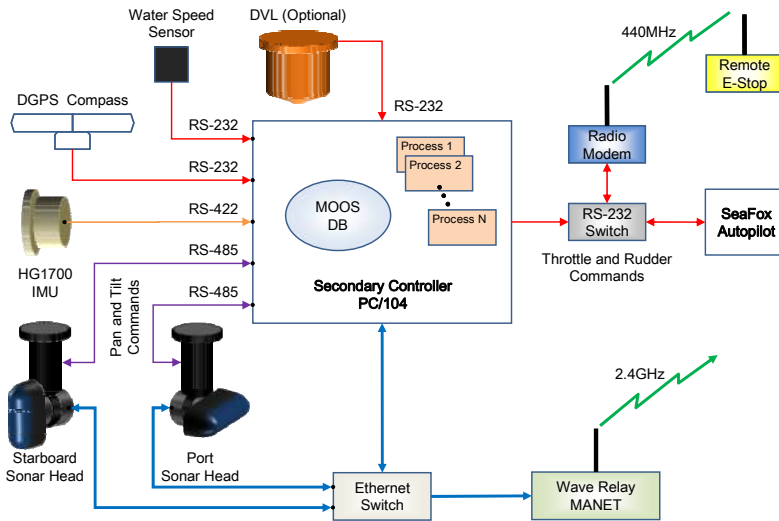 Water Speed
Sensor
DVL (Optional)
440MHz
Remote
E-Stop
DGPS Compass
RS-232
RS-232
RS-232
RS-422
RS-485
RS-485
Process 1
Process 2
Process N
MOOS
DB
Secondary Controller
PC/104
Radio
Modem
RS-232
Switch
SeaFox
Autopilot
Throttle and Rudder
Commands
HG1700
IMU
Pan and Tilt
Commands
2.4GHz
Starboard
Sonar Head
Port
Sonar Head
Ethernet
Switch
Wave Relay
MANET